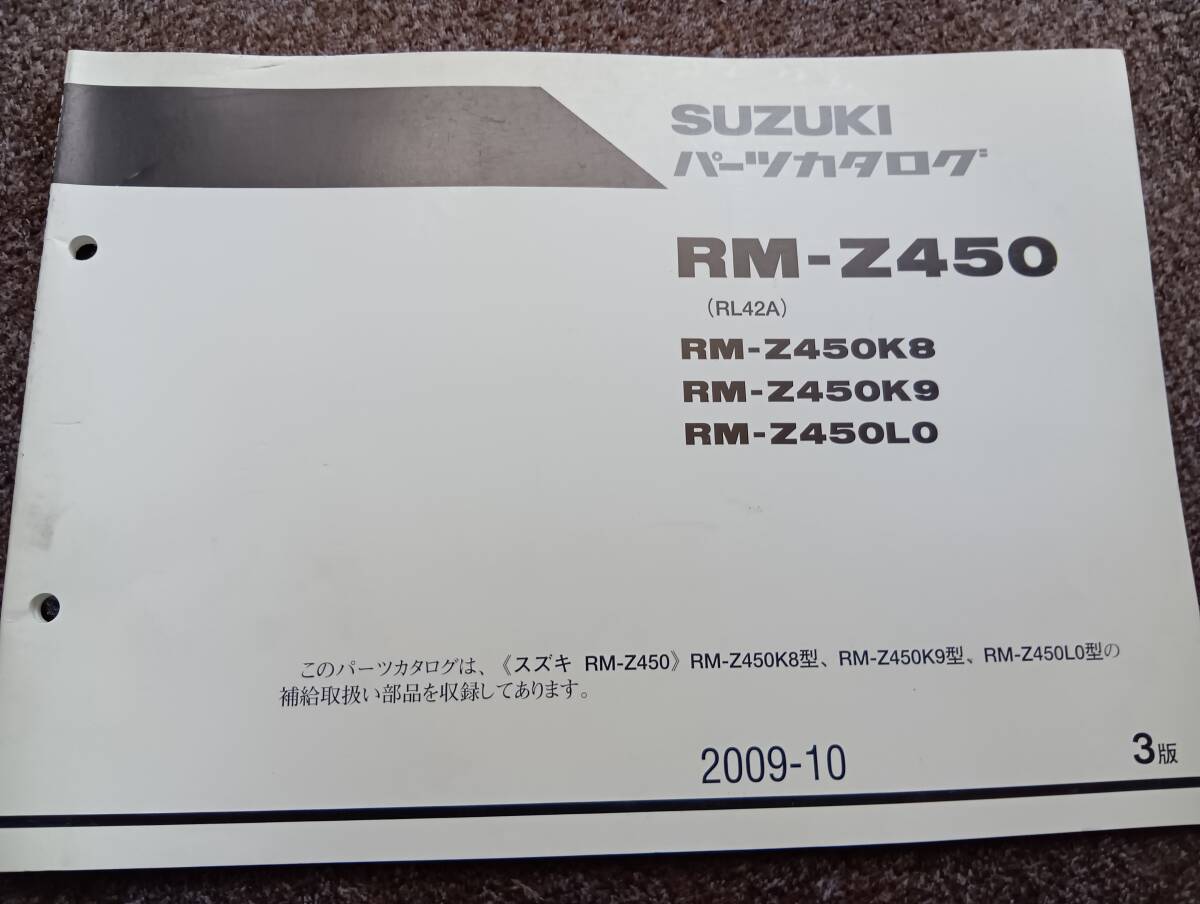 SUZUKI
パーツカタログ
RM-Z450
(RL42A)
RM-Z450K8
RM-Z450K9
RM-Z450L0
このパーツカタログは、《スズキ RM-Z450》RM-Z450K8型、RM-Z450K9型、RM-Z450L0型の
補給取扱い部品を収録してあります。
2009-10
3版